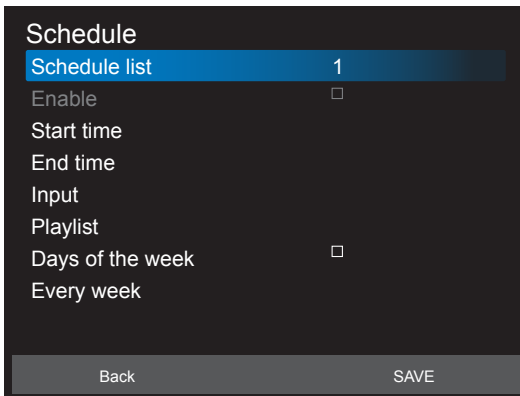 Schedule
Schedule list 1
Enable
Start time
End time
Input
Playlist
Days of the week
Every week
Back SAVE